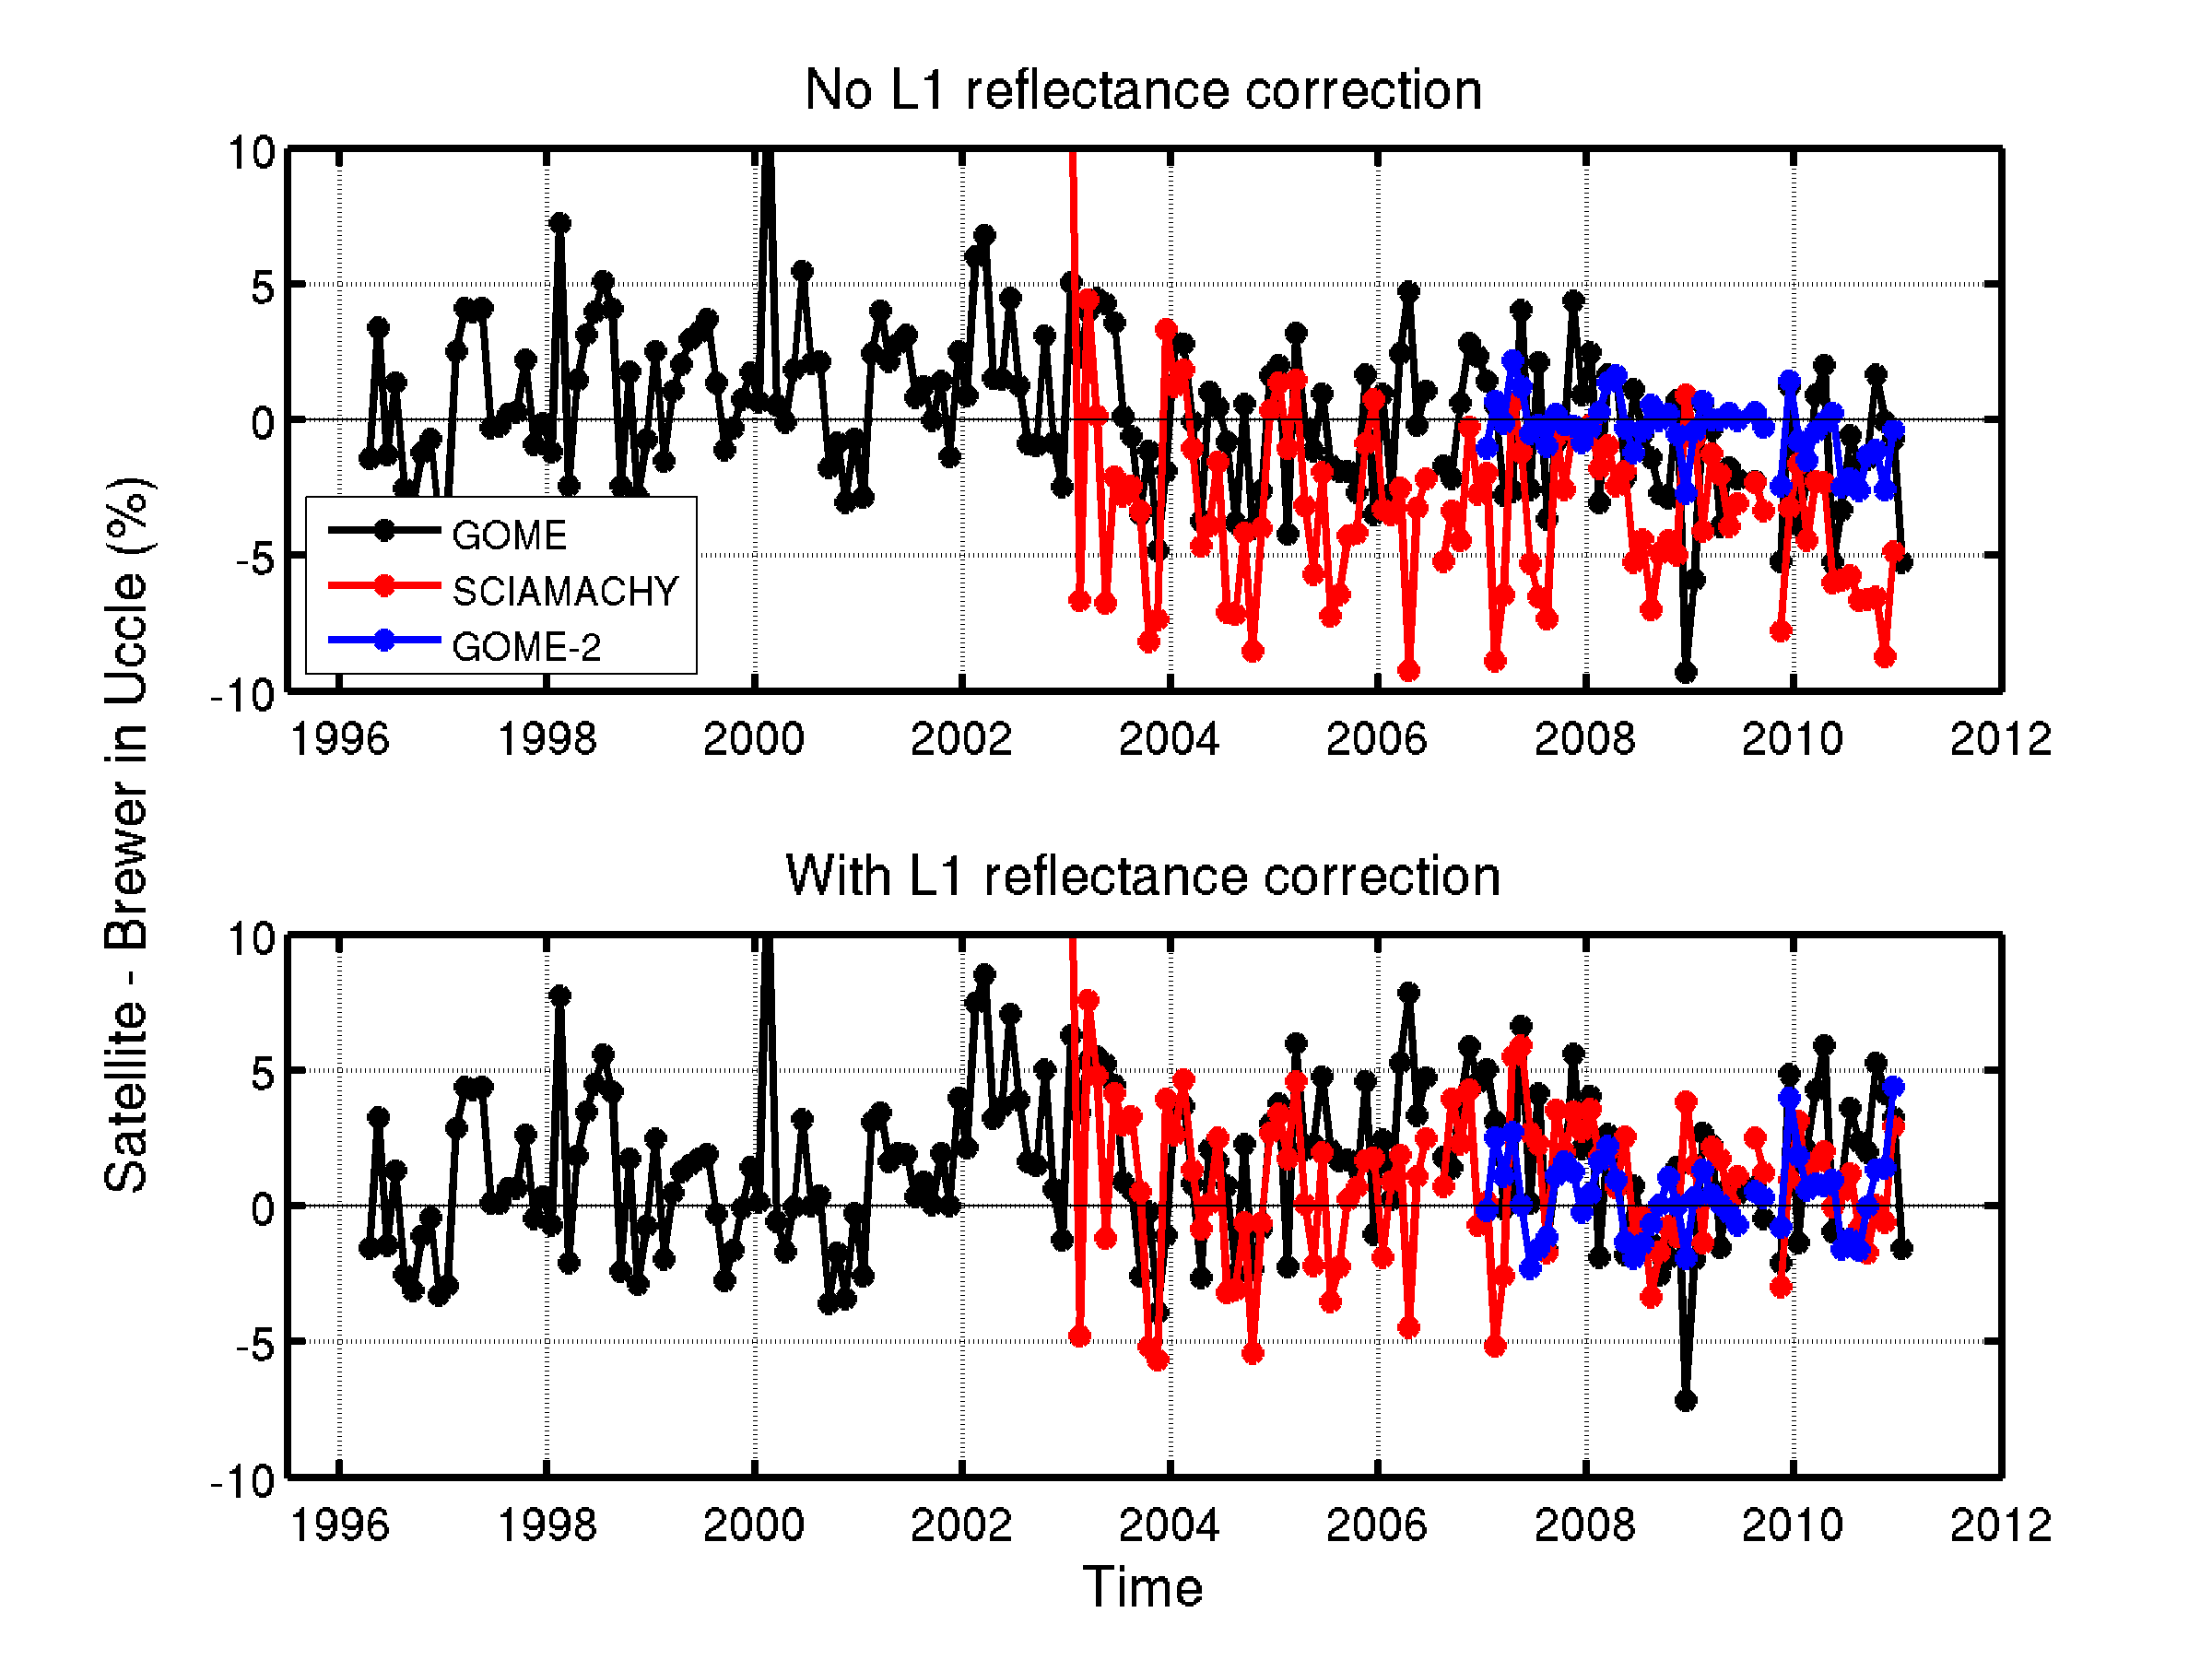 No L1 reflectance correction
10
5
0
-5
-10
GOME
SCIAMACHY
GOME-2
1996 1998 2000 2002 2004 2006 2008 2010 2012
Satellite - Brewer in Uccle (%)
With L1 reflectance correction
10
5
0
-5
-10
1996 1998 2000 2002 2004 2006 2008 2010 2012
Time